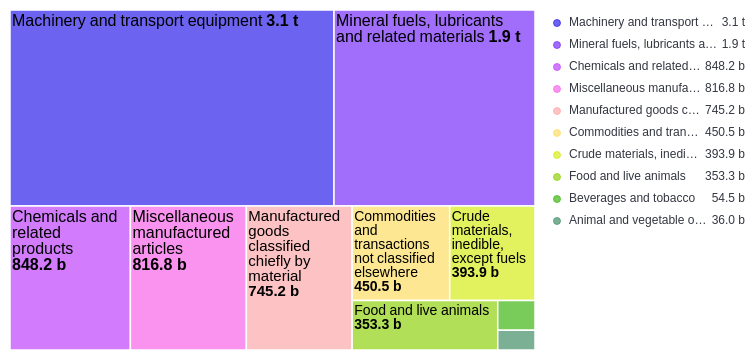 Machinery and transport equipment 3.1 t
Mineral fuels, lubricants
and related materials 1.9 t
Chemicals and
related
products
848.2 b
Miscellaneous
manufactured
articles
816.8 b
Manufactured
goods
classified
chiefly by
material
745.2 b
Commodities
and
transactions
not classified
elsewhere
450.5 b
Crude
materials,
inedible,
except fuels
393.9 b
Food and live animals
353.3 b
Machinery and transport ... 3.1 t
Mineral fuels, lubricants a... 1.9 t
Chemicals and related... 848.2 b
Miscellaneous manufa... 816.8 b
Manufactured goods c... 745.2 b
Commodities and tran... 450.5 b
Crude materials, inedi... 393.9 b
Food and live animals 353.3 b
Beverages and tobacco 54.5 b
Animal and vegetable o... 36.0 b